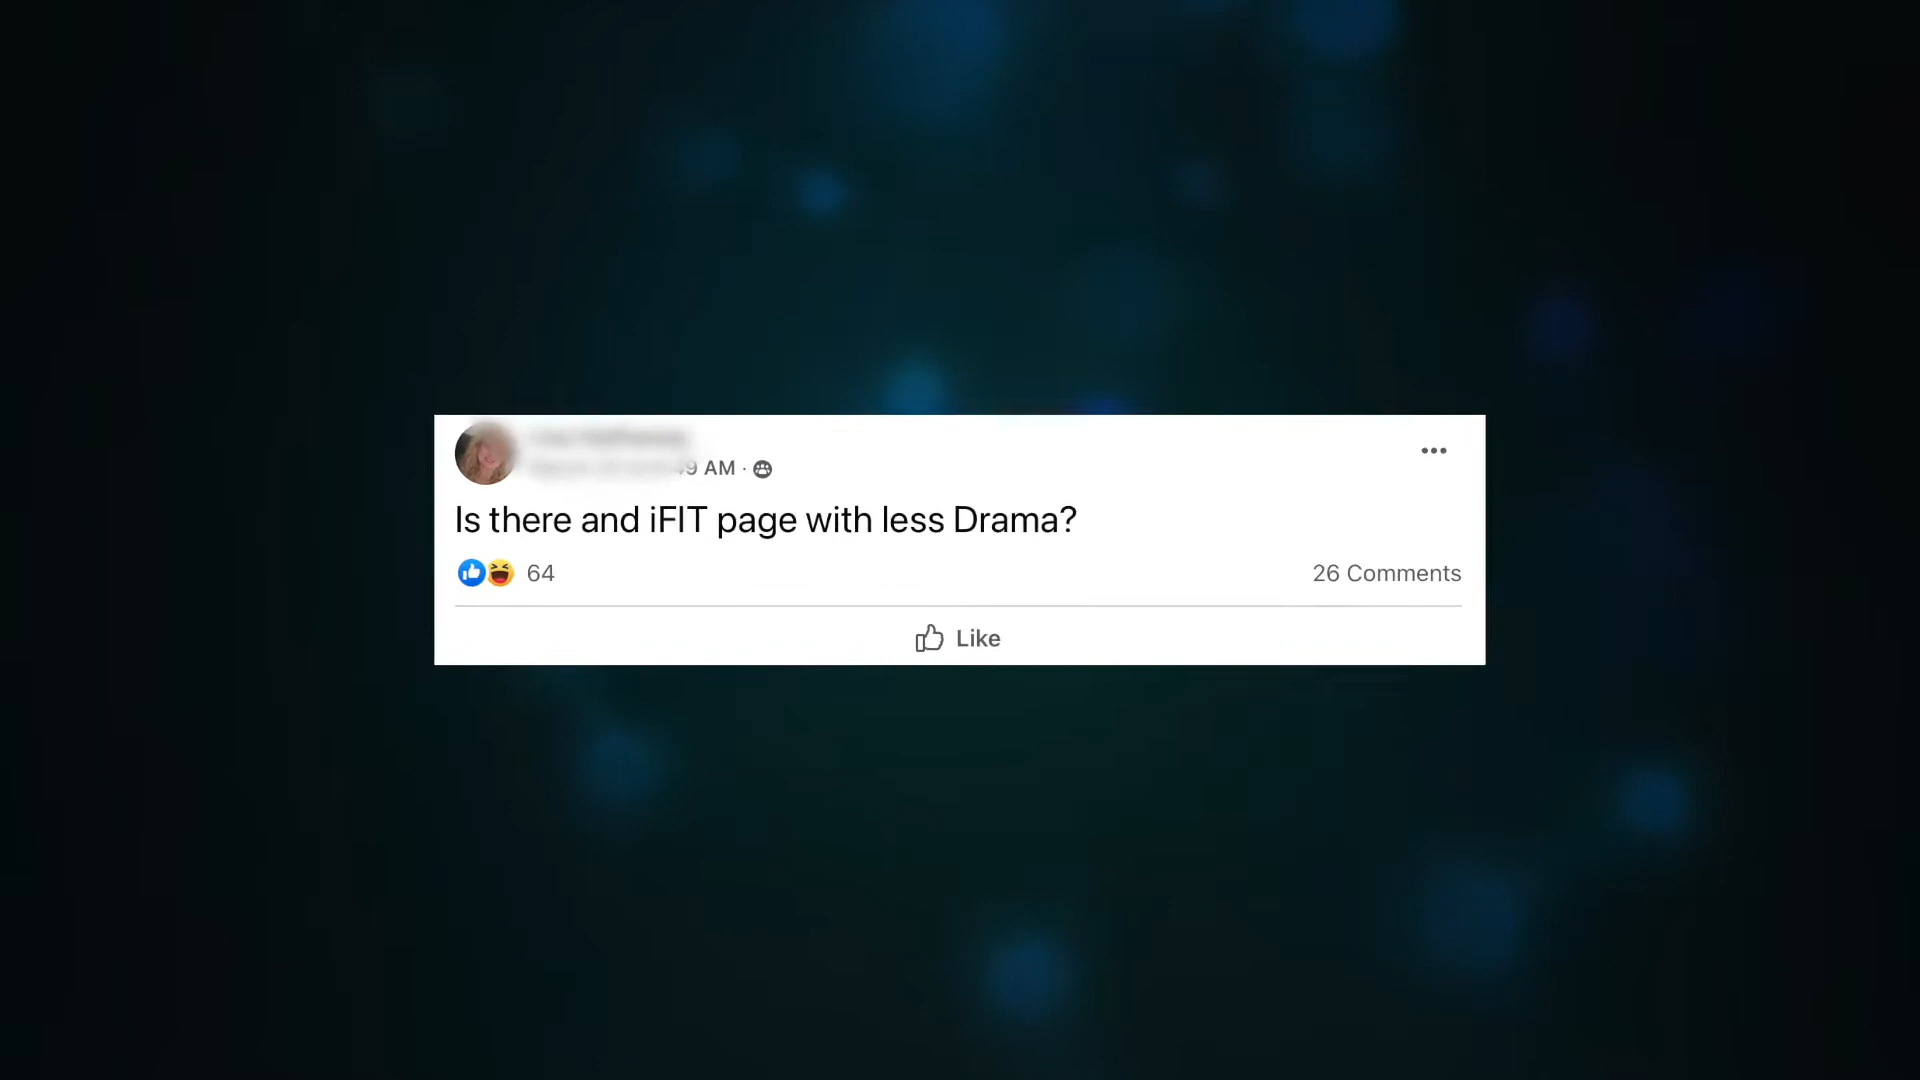 AM ·
Is there and iFIT page with less Drama?
64 26 Comments
Like